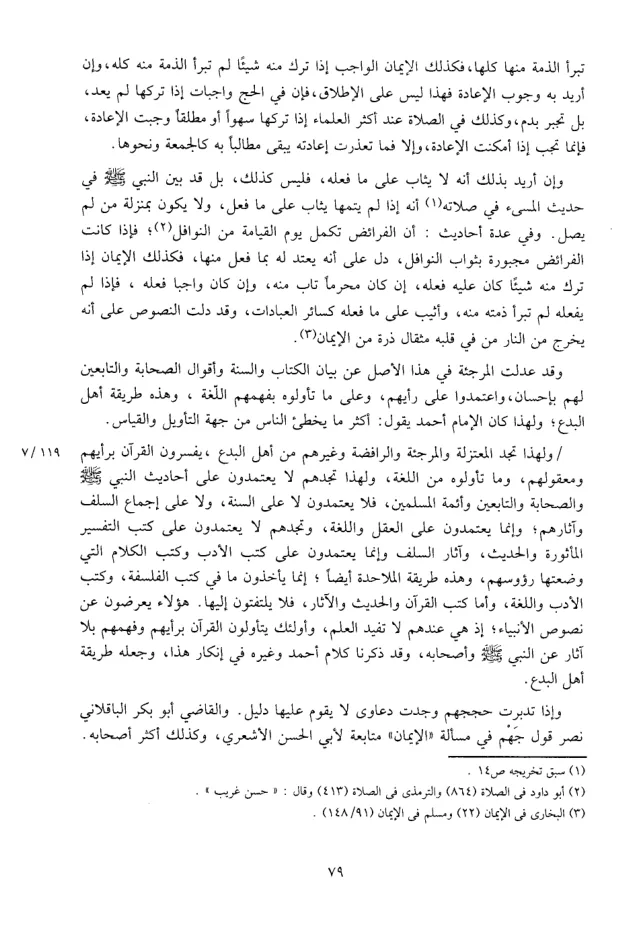 تبرأ الذمة منها كلها، فكذلك الإيمان الواجب إذا ترك منه شيئًا لم تبرأ الذمة منه كله، وإن
أريد به وجوب الإعادة فهذا ليس على الإطلاق، فإن في الحج واجبات إذا تركها لم يعد،
بل تجبر بدم، وكذلك في الصلاة عند أكثر العلماء إذا تركها سهواً أو مطلقاً وجبت الإعادة،
فإنما تجب إذا أمكنت الإعادة، وإلا فما تعذرت إعادته يبقى مطالباً به كالجمعة ونحوها.
وإن أريد بذلك أنه لا يثاب على ما فعله، فليس كذلك، بل قد بين النبي ﷺ في
حديث المسىء في صلاته(١) أنه إذا لم يتمها يثاب على ما فعل، ولا يكون بمنزلة من لم
يصل. وفي عدة أحاديث : أن الفرائض تكمل يوم القيامة من النوافل(٢)؛ فإذا كانت
الفرائض مجبورة بثواب النوافل، دل على أنه يعتد له بما فعل منها، فكذلك الإيمان إذا
ترك منه شيئًا كان عليه فعله، إن كان محرماً تاب منه، وإن كان واجبا فعله ، فإذا لم
يفعله لم تبرأ ذمته منه، وأثيب على ما فعله كسائر العبادات، وقد دلت النصوص على أنه
يخرج من النار من في قلبه مثقال ذرة من الإيمان(٣).
وقد عدلت المرجئة في هذا الأصل عن بيان الكتاب والسنة وأقوال الصحابة والتابعين
لهم بإحسان، واعتمدوا على رأيهم، وعلى ما تأولوه بفهمهم اللّغة ، وهذه طريقة أهل
البدع؛ ولهذا كان الإمام أحمد يقول: أكثر ما يخطئ الناس من جهة التأويل والقياس.
/ ولهذا تجد المعتزلة والمرجئة والرافضة وغيرهم من أهل البدع ،يفسرون القرآن برأيهم ٧/١١٩
ومعقولهم، وما تأولوه من اللغة، ولهذا تجدهم لا يعتمدون على أحاديث النبي ﷺ
والصحابة والتابعين وأئمة المسلمين، فلا يعتمدون لا على السنة، ولا على إجماع السلف
وآثارهم؛ وإنما يعتمدون على العقل واللغة، وتجدهم لا يعتمدون على كتب التفسير
المأثورة والحديث، وآثار السلف وإنما يعتمدون على كتب الأدب وكتب الكلام التي
وضعتها رؤوسهم، وهذه طريقة الملاحدة أيضاً ؛ إنما يأخذون ما في كتب الفلسفة، وكتب
الأدب واللغة، وأما كتب القرآن والحديث والآثار، فلا يلتفتون إليها. هؤلاء يعرضون عن
نصوص الأنبياء؛ إذ هي عندهم لا تفيد العلم، وأولئك يتأولون القرآن برأيهم وفهمهم بلا
آثار عن النبي ﷺ وأصحابه، وقد ذكرنا كلام أحمد وغيره في إنكار هذا، وجعله طريقة
أهل البدع.
وإذا تدبرت حججهم وجدت دعاوى لا يقوم عليها دليل. والقاضي أبو بكر الباقلاني
نصر قول جَهْم في مسألة «الإيمان» متابعة لأبي الحسن الأشعري، وكذلك أكثر أصحابه.
(١) سبق تخريجه ص١٤ .
(٢) أبو داود فى الصلاة (٨٦٤) والترمذى فى الصلاة (٤١٣) وقال : « حسن غريب » .
(٣) البخارى فى الإيمان (٢٢) ومسلم فى الإيمان (١٤٨/٩١) .
٧٩